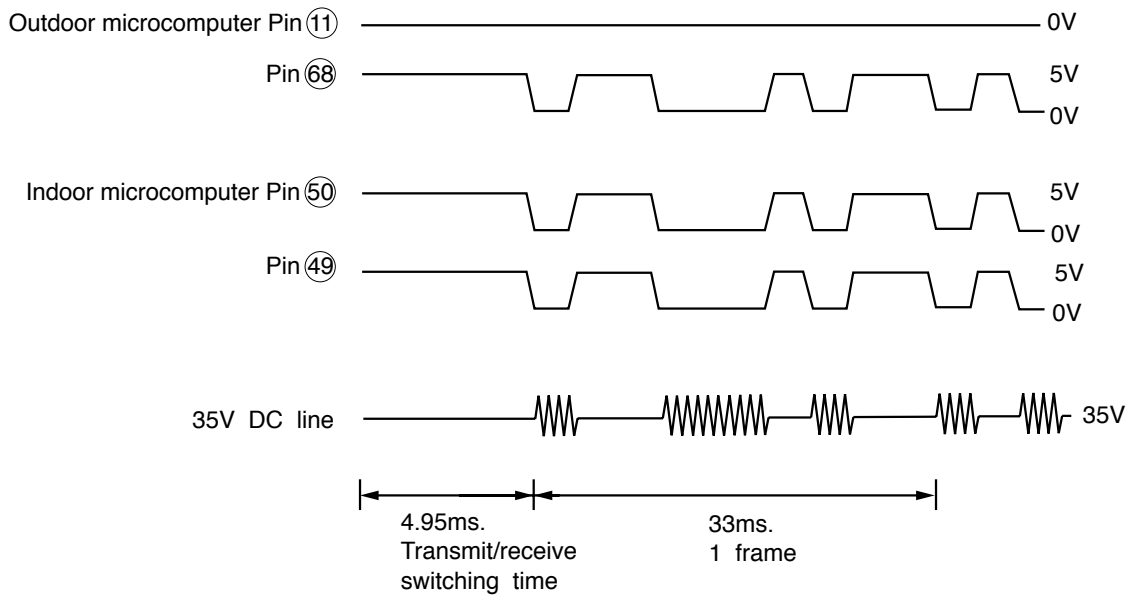 Outdoor microcomputer Pin ⑪ 0V
Pin 68 5V
0V
Indoor microcomputer Pin 50 5V
0V
Pin 49 5V
0V
35V DC line 35V
4.95ms. 33ms.
Transmit/receive 1 frame
switching time